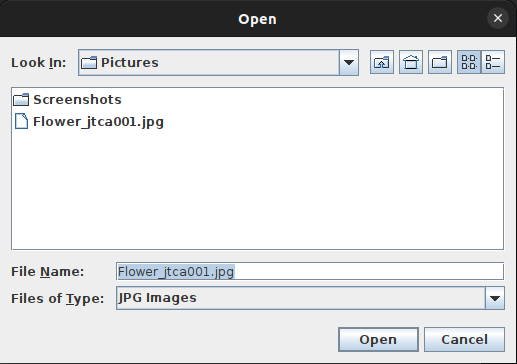 Open
Look In: Pictures
Screenshots
Flower_jtca001.jpg
File Name: Flower_jtca001.jpg
Files of Type: JPG Images
Open Cancel